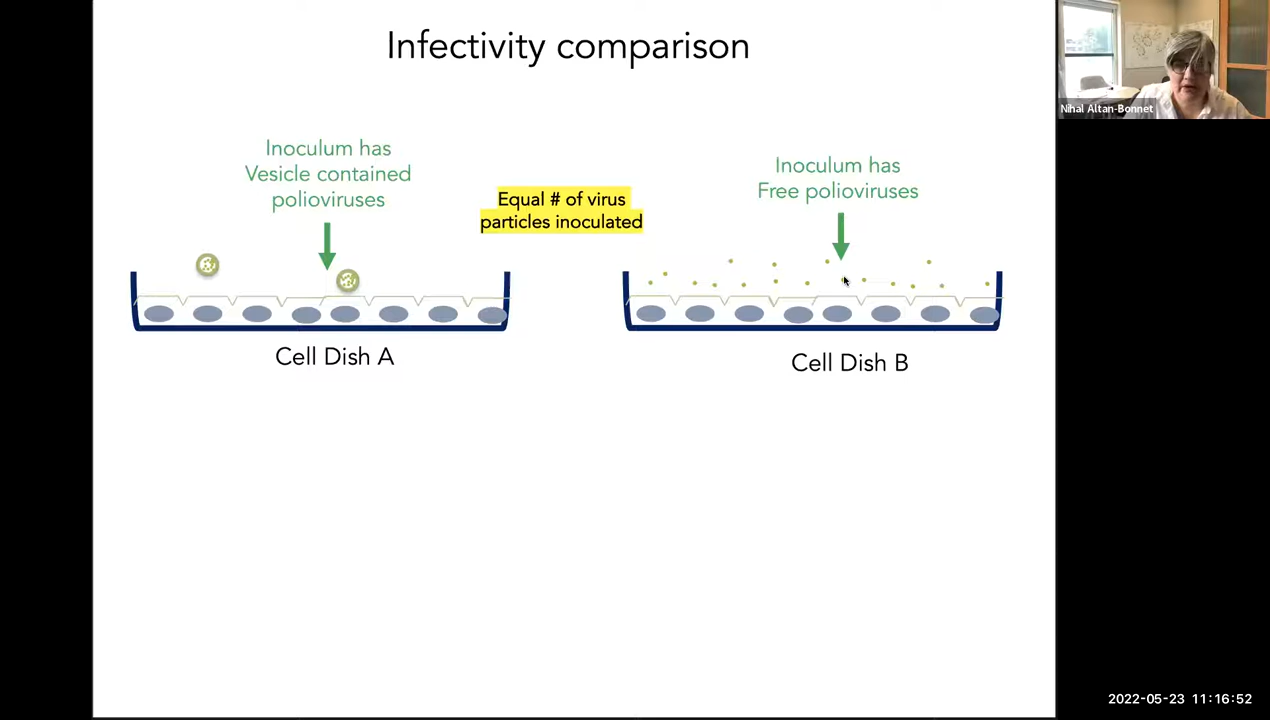 Infectivity comparison
Inoculum has
Vesicle contained
polioviruses
Equal # of virus
particles inoculated
Inoculum has
Free polioviruses
Cell Dish A
Cell Dish B
Nihal Altan-Bonnet
2022-05-23 11:16:52